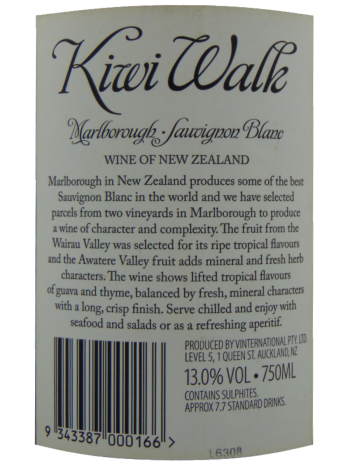 Kiwi Walk
Marlborough · Sauvignon Blanc
WINE OF NEW ZEALAND
Marlborough in New Zealand produces some of the best
Sauvignon Blanc in the world and we have selected
parcels from two vineyards in Marlborough to produce
a wine of character and complexity. The fruit from the
Wairau Valley was selected for its ripe tropical flavours
and the Awatere Valley fruit adds mineral and fresh herb
characters. The wine shows lifted tropical flavours
of guava and thyme, balanced by fresh, mineral characters
with a long, crisp finish. Serve chilled and enjoy with
seafood and salads or as a refreshing aperitif.
PRODUCED BY VINTERNATIONAL PTY. LTD.
LEVEL 5, 1 QUEEN ST. AUCKLAND, NZ
13.0% VOL • 750ML
CONTAINS SULPHITES.
APPROX 7.7 STANDARD DRINKS.
9 343387 000166 >